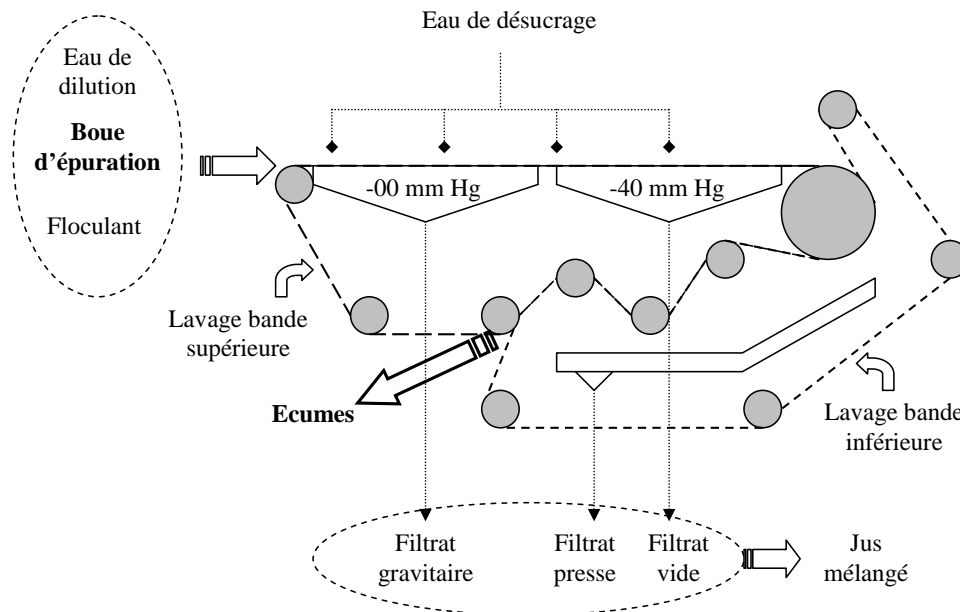 Eau de désucrage
Eau de
dilution
Boue
d’épuration
Floculant
-00 mm Hg
-40 mm Hg
Lavage bande
supérieure
Ecumes
Lavage bande
inférieure
Filtrat
gravitaire
Filtrat
presse
Filtrat
vide
Jus
mélangé